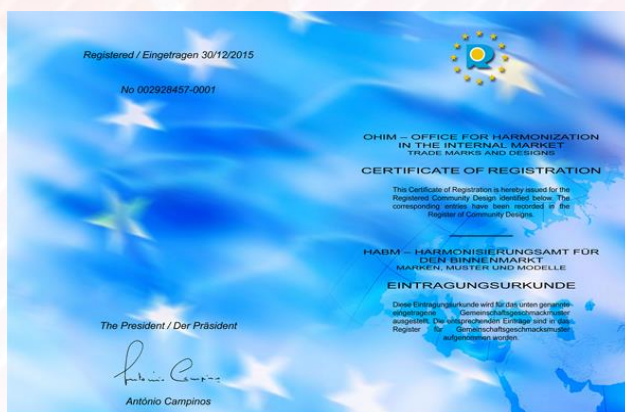 Registered / Eingetragen 30/12/2015
No 002928457-0001
The President / Der Präsident
António Campinos
OHIM – OFFICE FOR HARMONIZATION
IN THE INTERNAL MARKET
TRADE MARKS AND DESIGNS
CERTIFICATE OF REGISTRATION
This Certificate of Registration is hereby issued for the
Registered Community Design identified below. The
corresponding entries have been recorded in the
Register of Community Designs.
HABM – HARMONISIERUNGSAMT FÜR
DEN BINNENMARKT
MARKEN, MUSTER UND MODELLE
EINTRAGUNGSURKUNDE
Diese Eintragungsurkunde wird für das unten genannte
eingetragene Gemeinschaftsgeschmackmuster
ausgestellt. Die entsprechenden Einträge sind in das
Register für Gemeinschaftsgeschmacksmuster
aufgenommen worden.